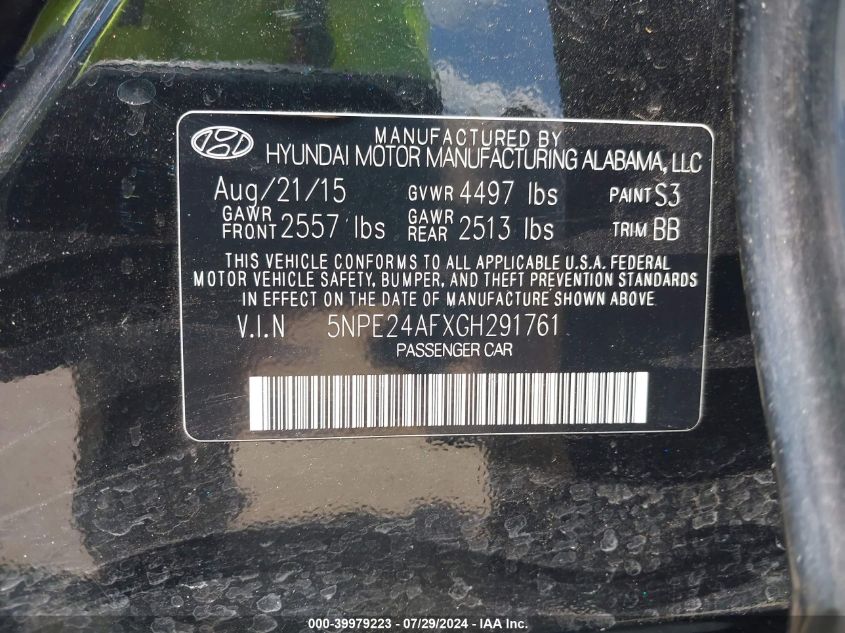 MANUFACTURED BY
HYUNDAI MOTOR MANUFACTURING ALABAMA, LLC
Aug/21/15 GVWR 4497 lbs PAINT S3
GAWR FRONT 2557 lbs GAWR REAR 2513 lbs TRIM BB
THIS VEHICLE CONFORMS TO ALL APPLICABLE U.S.A. FEDERAL
MOTOR VEHICLE SAFETY, BUMPER, AND THEFT PREVENTION STANDARDS
IN EFFECT ON THE DATE OF MANUFACTURE SHOWN ABOVE.
V.I.N 5NPE24AFXGH291761
PASSENGER CAR
000-39979223 - 07/29/2024 - IAA, Inc.